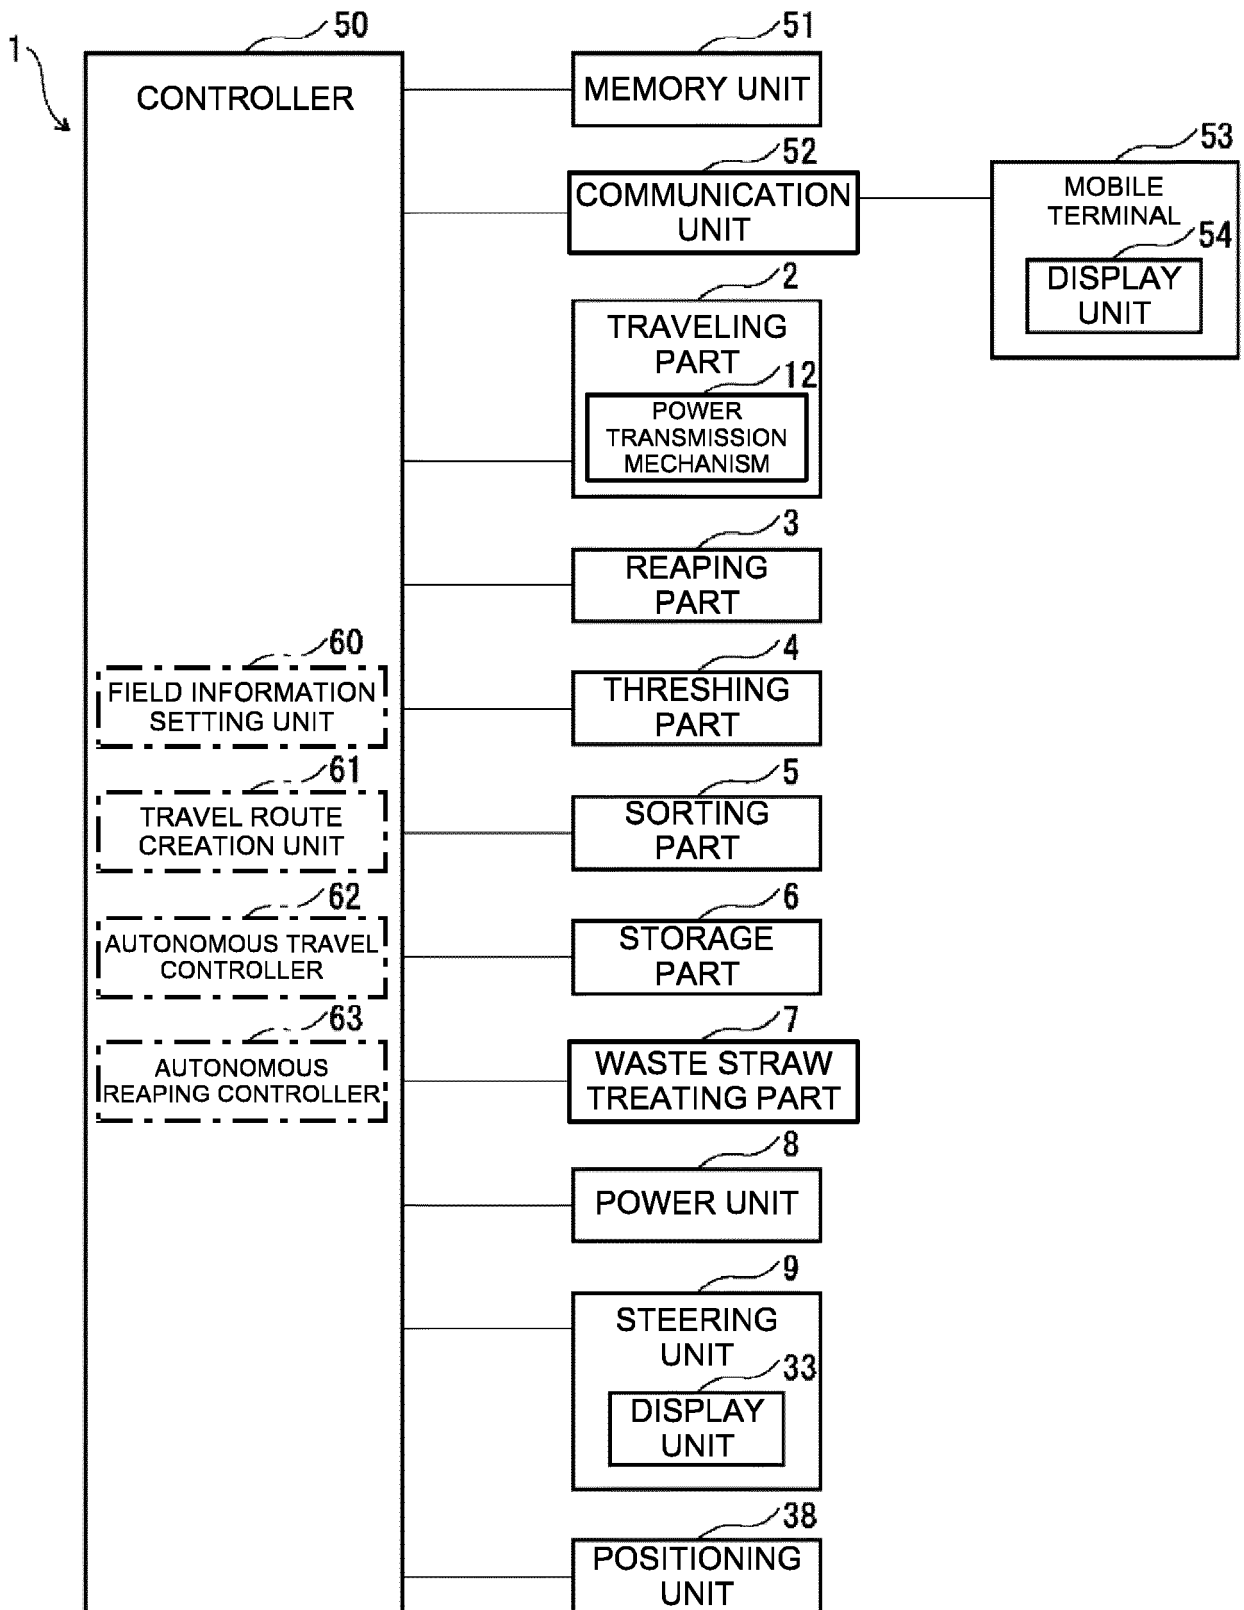 1
50
CONTROLLER
51
MEMORY UNIT
52
COMMUNICATION
UNIT
53
MOBILE
TERMINAL
54
DISPLAY
UNIT
2
TRAVELING
PART
12
POWER
TRANSMISSION
MECHANISM
3
REAPING
PART
60
FIELD INFORMATION
SETTING UNIT
4
THRESHING
PART
61
TRAVEL ROUTE
CREATION UNIT
5
SORTING
PART
62
AUTONOMOUS TRAVEL
CONTROLLER
6
STORAGE
PART
63
AUTONOMOUS
REAPING CONTROLLER
7
WASTE STRAW
TREATING PART
8
POWER UNIT
9
STEERING
UNIT
33
DISPLAY
UNIT
38
POSITIONING
UNIT